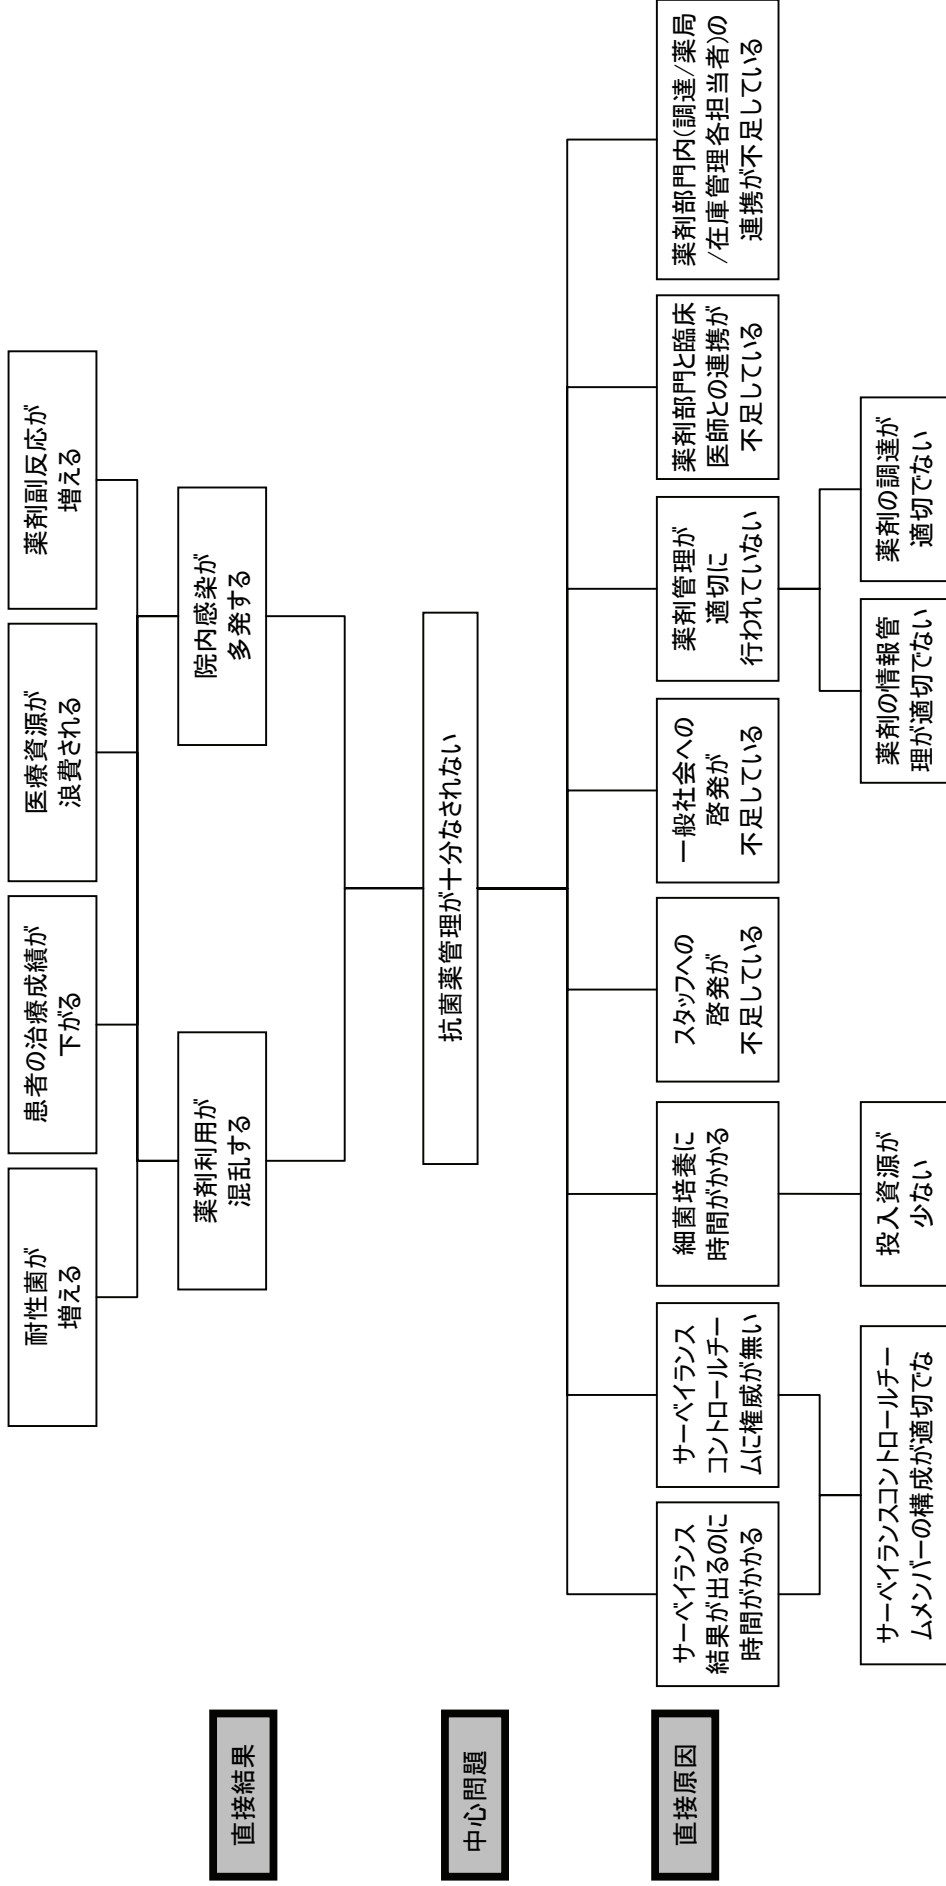 耐性菌が
増える
患者の治療成績が
下がる
医療資源が
浪費される
薬剤副反応が
増える
直接結果
薬剤利用が
混乱する
院内感染が
多発する
中心問題
抗菌薬管理が十分なされない
直接原因
サーベイランス
結果が出るのに
時間がかかる
サーベイランス
コントロールチー
ムに権威が無い
細菌培養に
時間がかかる
スタッフへの
啓発が
不足している
一般社会への
啓発が
不足している
薬剤管理が
適切に
行われていない
薬剤部門と臨床
医師との連携が
不足している
薬剤部門内(調達/薬局
/在庫管理各担当者)の
連携が不足している
サーベイランスコントロールチー
ムメンバーの構成が適切でな
投入資源が
少ない
薬剤の情報管
理が適切でない
薬剤の調達が
適切でない